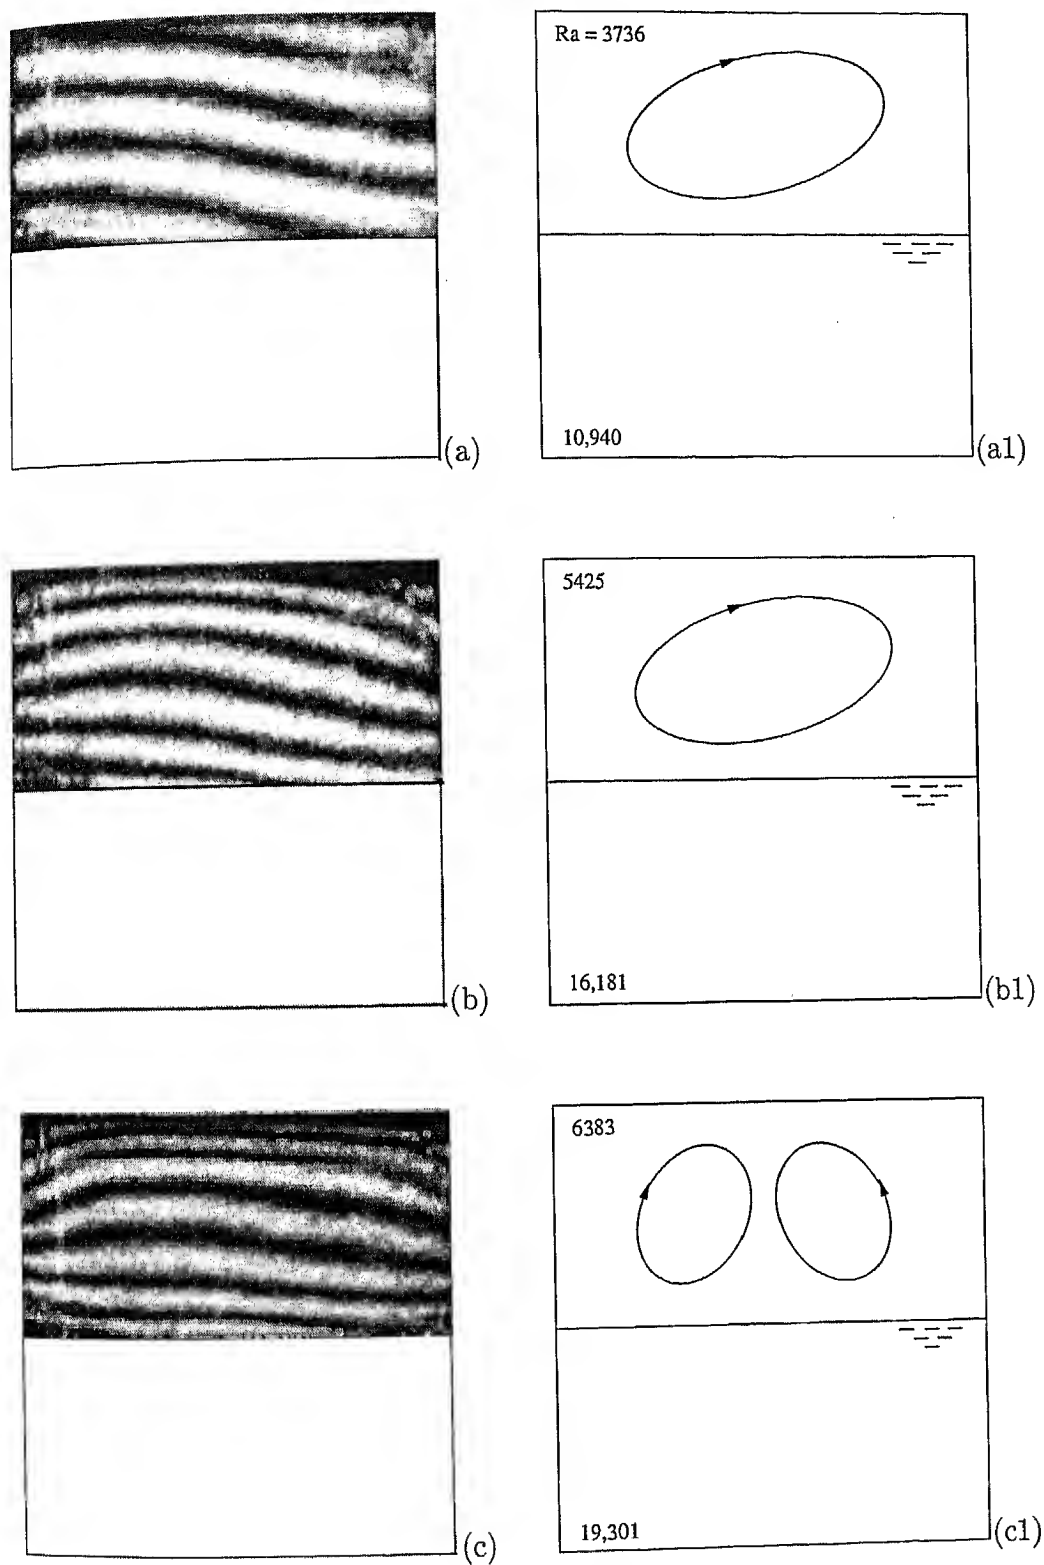 Ra = 3736
10,940
(a)
(a1)
5425
16,181
(b)
(b1)
6383
19,301
(c)
(c1)